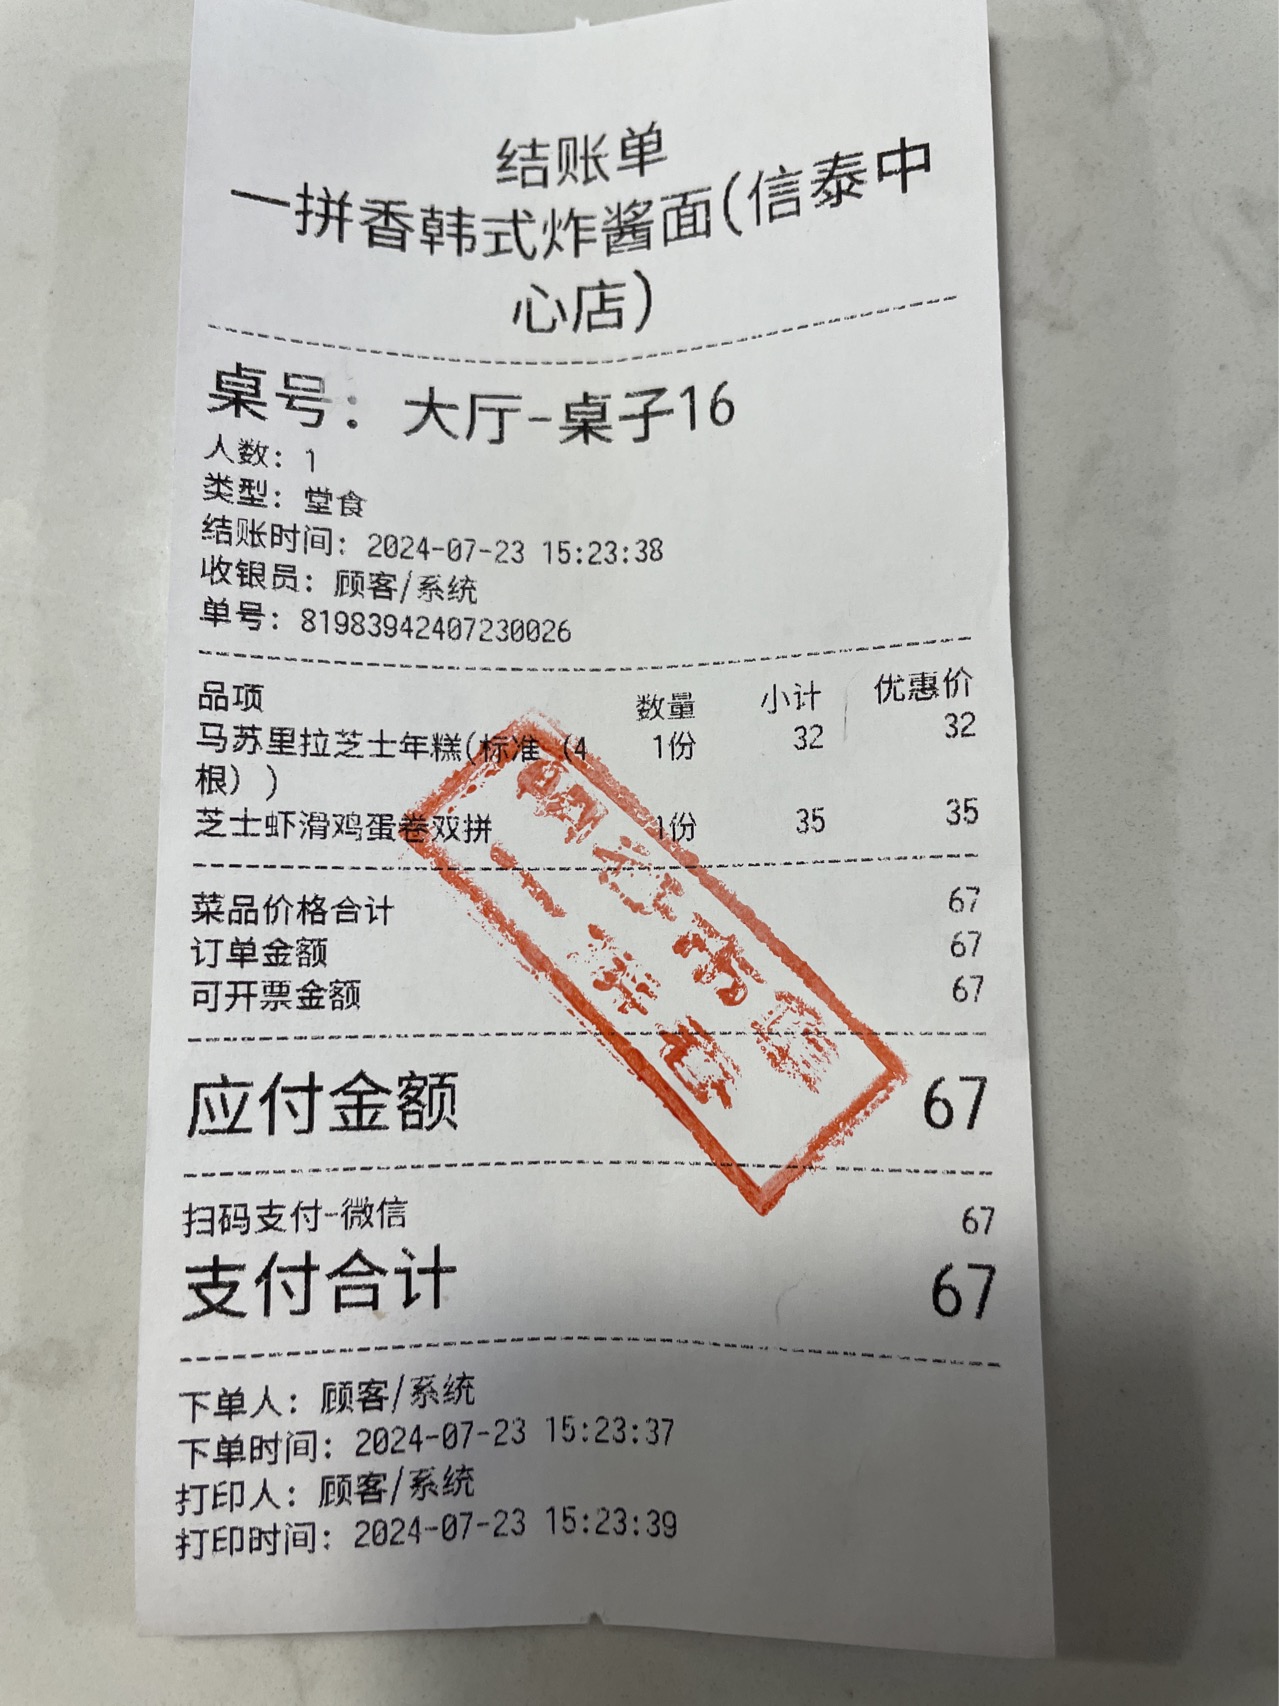 结账单
一拼香韩式炸酱面(信泰中
心店)
桌号: 大厅-桌子16
人数: 1
类型: 堂食
结账时间: 2024-07-23 15:23:38
收银员: 顾客/系统
单号: 81983942407230026
品项 数量 小计 优惠价
马苏里拉芝士年糕(标准 (4 1份 32 32
根) )
芝士虾滑鸡蛋卷双拼 1份 35 35
菜品价格合计 67
订单金额 67
可开票金额 67
应付金额 67
扫码支付-微信 67
支付合计 67
下单人: 顾客/系统
下单时间: 2024-07-23 15:23:37
打印人: 顾客/系统
打印时间: 2024-07-23 15:23:39